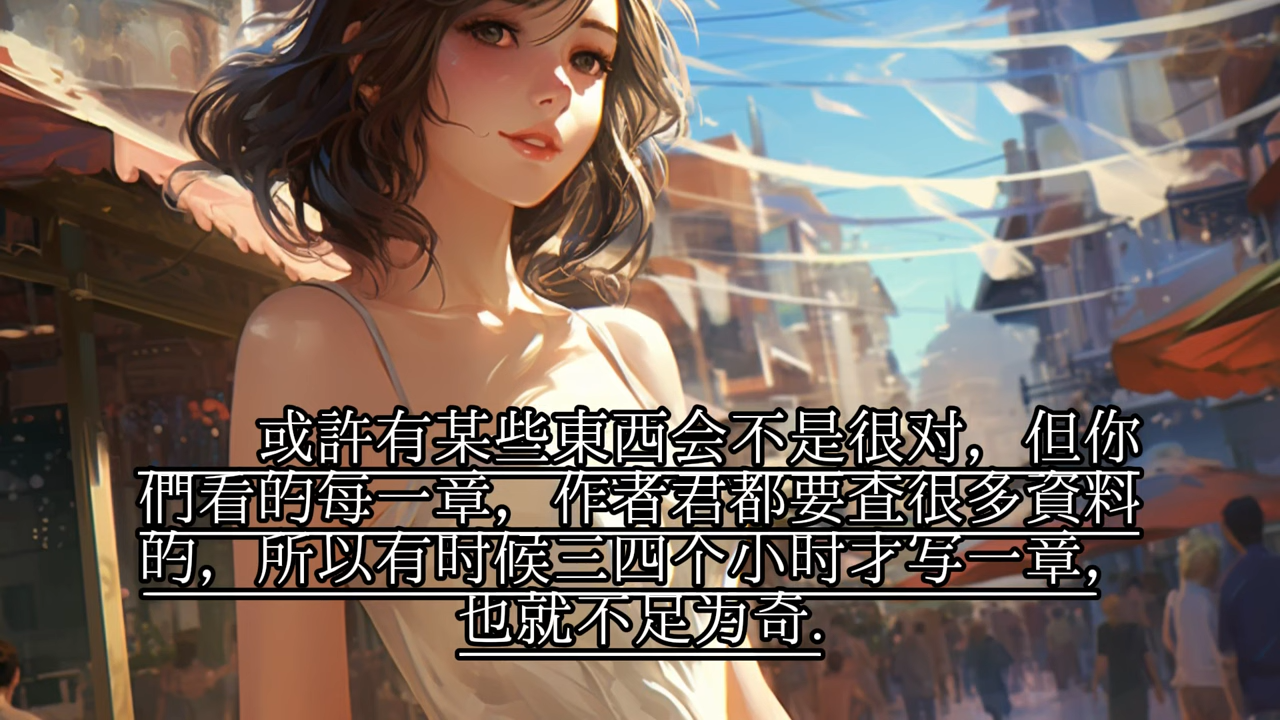 或許有某些東西会不是很对，但你
們看的每一章，作者君都要查很多資料
的，所以有时候三四个小时才写一章，
也就不足为奇.